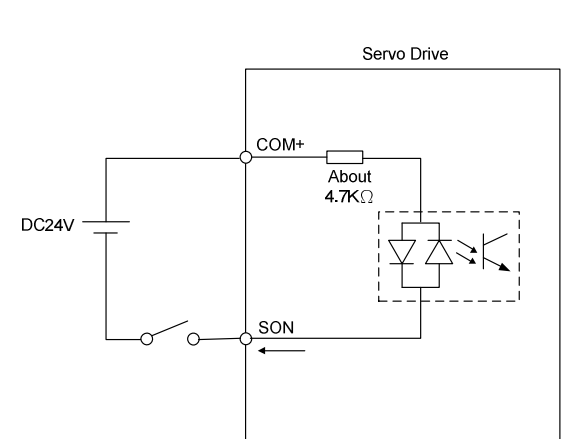 Servo Drive
COM+
About
4.7KΩ
DC24V
SON